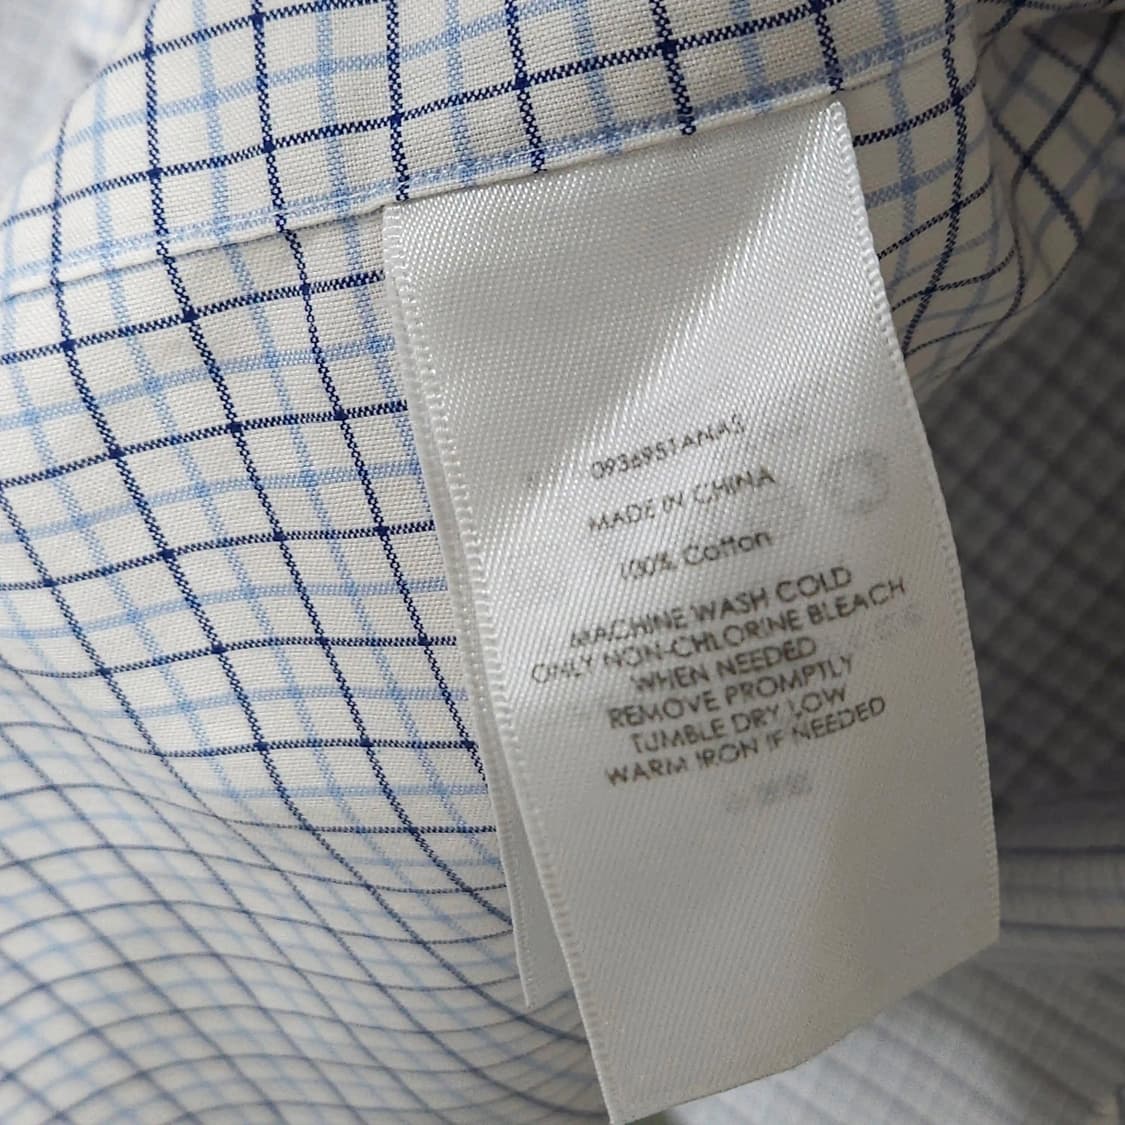 MADE IN CHINA
100% Cotton
MACHINE WASH COLD
ONLY NON-CHLORINE BLEACH
WHEN NEEDED
REMOVE PROMPTLY
TUMBLE DRY LOW
WARM IRON IF NEEDED